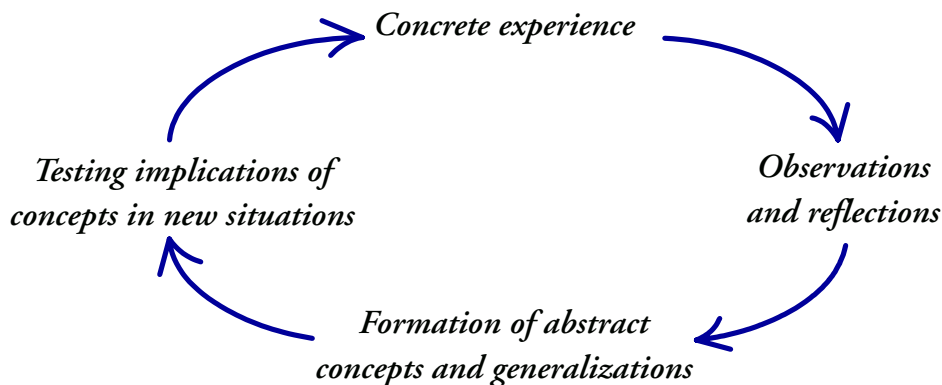 Concrete experience
Observations
and reflections
Formation of abstract
concepts and generalizations
Testing implications of
concepts in new situations